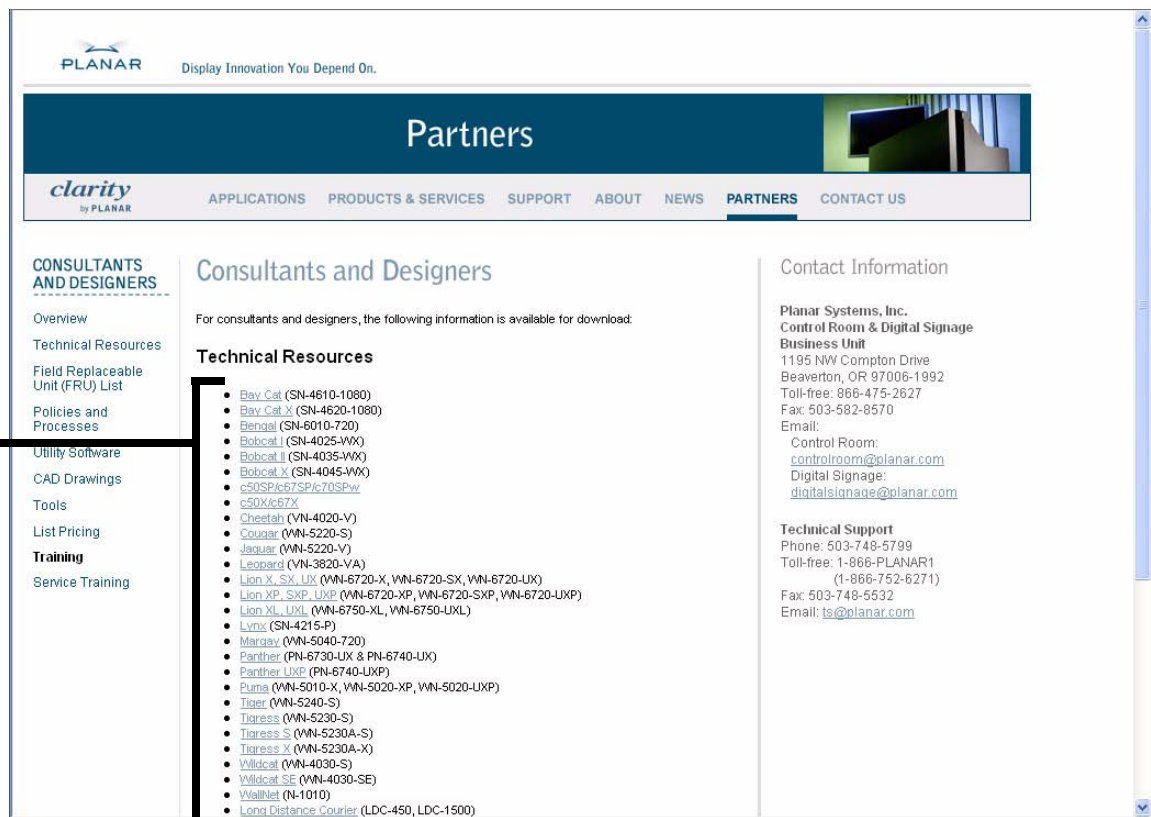 PLANAR
Display Innovation You Depend On.
Partners
clarity
by PLANAR
APPLICATIONS PRODUCTS & SERVICES SUPPORT ABOUT NEWS PARTNERS CONTACT US
CONSULTANTS
AND DESIGNERS
Overview
Technical Resources
Field Replaceable
Unit (FRU) List
Policies and
Processes
Utility Software
CAD Drawings
Tools
List Pricing
Training
Service Training
Consultants and Designers
For consultants and designers, the following information is available for download:
Technical Resources
Bay Cat (SN-4610-1080)
Bay Cat X (SN-4620-1080)
Bengal (SN-6010-720)
Bobcat I (SN-4025-WX)
Bobcat II (SN-4035-WX)
Bobcat X (SN-4045-WX)
c50SP/c67SP/c70SPw
c50X/c67X
Cheetah (VN-4020-V)
Cougar (WN-5220-S)
Jaguar (WN-5220-V)
Leopard (VN-3820-VA)
Lion X, SX, UX (WN-6720-X, WN-6720-SX, WN-6720-UX)
Lion XP, SXP, UXP (WN-6720-XP, WN-6720-SXP, WN-6720-UXP)
Lion XL, UXL (WN-6750-XL, WN-6750-UXL)
Lynx (SN-4215-P)
Margay (WN-5040-720)
Panther (PN-6730-UX & PN-6740-UX)
Panther UXP (PN-6740-UXP)
Puma (WN-5010-X, WN-5020-XP, WN-5020-UXP)
Tiger (WN-5240-S)
Tigress (WN-5230-S)
Tigress S (WN-5230A-S)
Tigress X (WN-5230A-X)
Wildcat (WN-4030-S)
Wildcat SE (WN-4030-SE)
WallNet (N-1010)
Long Distance Courier (LDC-450, LDC-1500)
Contact Information
Planar Systems, Inc.
Control Room & Digital Signage
Business Unit
1195 NW Compton Drive
Beaverton, OR 97006-1992
Toll-free: 866-475-2627
Fax: 503-582-8570
Email:
Control Room:
controlroom@planar.com
Digital Signage:
digitalsignage@planar.com
Technical Support
Phone: 503-748-5799
Toll-free: 1-866-PLANAR1
(1-866-752-6271)
Fax: 503-748-5532
Email: ts@planar.com